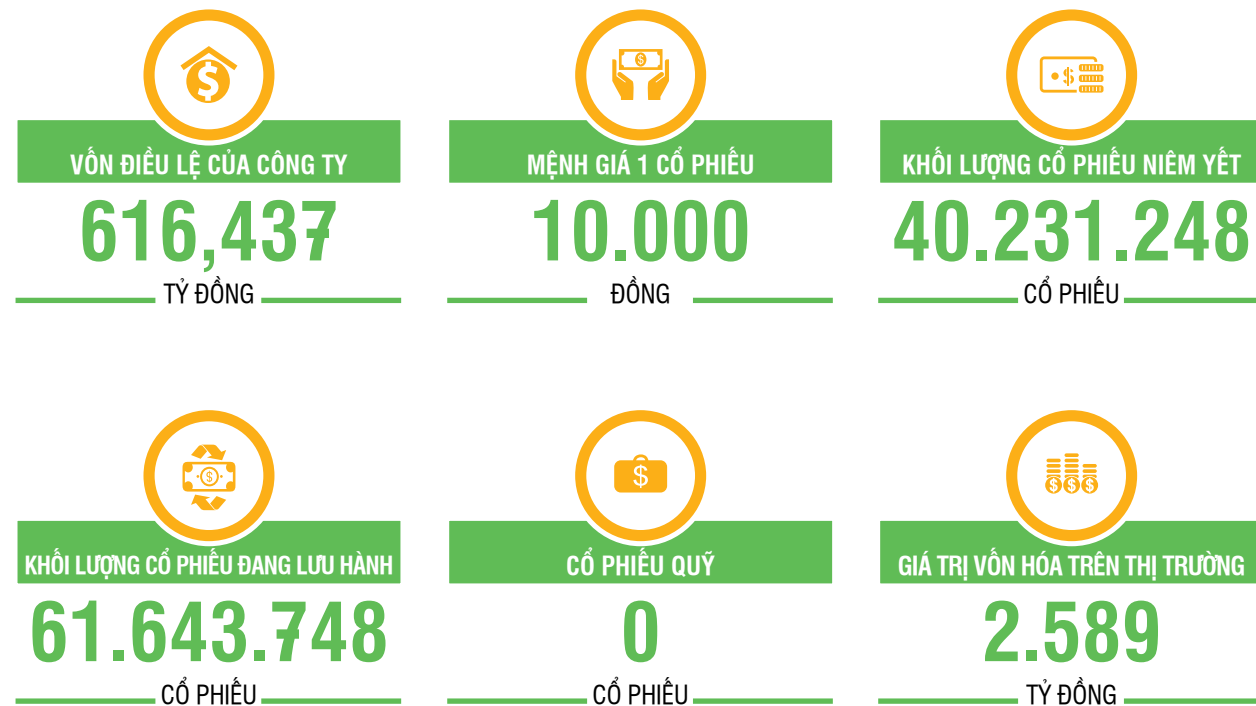 VỐN ĐIỀU LỆ CỦA CÔNG TY
616,437
TỶ ĐỒNG
MỆNH GIÁ 1 CỔ PHIẾU
10.000
ĐỒNG
KHỐI LƯỢNG CỔ PHIẾU NIÊM YẾT
40.231.248
CỔ PHIẾU
KHỐI LƯỢNG CỔ PHIẾU ĐANG LƯU HÀNH
61.643.748
CỔ PHIẾU
CỔ PHIẾU QUỸ
0
CỔ PHIẾU
GIÁ TRỊ VỐN HÓA TRÊN THỊ TRƯỜNG
2.589
TỶ ĐỒNG